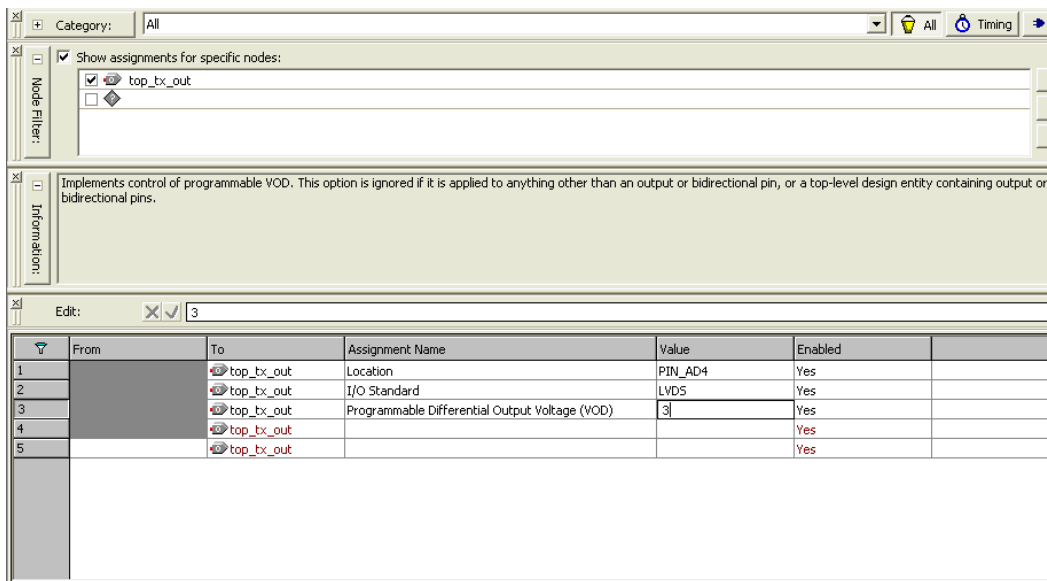 Category: All All Timing
Show assignments for specific nodes:
Node Filter:
top_tx_out
Information:
Implements control of programmable VOD. This option is ignored if it is applied to anything other than an output or bidirectional pin, or a top-level design entity containing output or
bidirectional pins.
Edit: 3
From To Assignment Name Value Enabled
1 top_tx_out Location PIN_AD4 Yes
2 top_tx_out I/O Standard LVDS Yes
3 top_tx_out Programmable Differential Output Voltage (VOD) 3 Yes
4 top_tx_out Yes
5 top_tx_out Yes